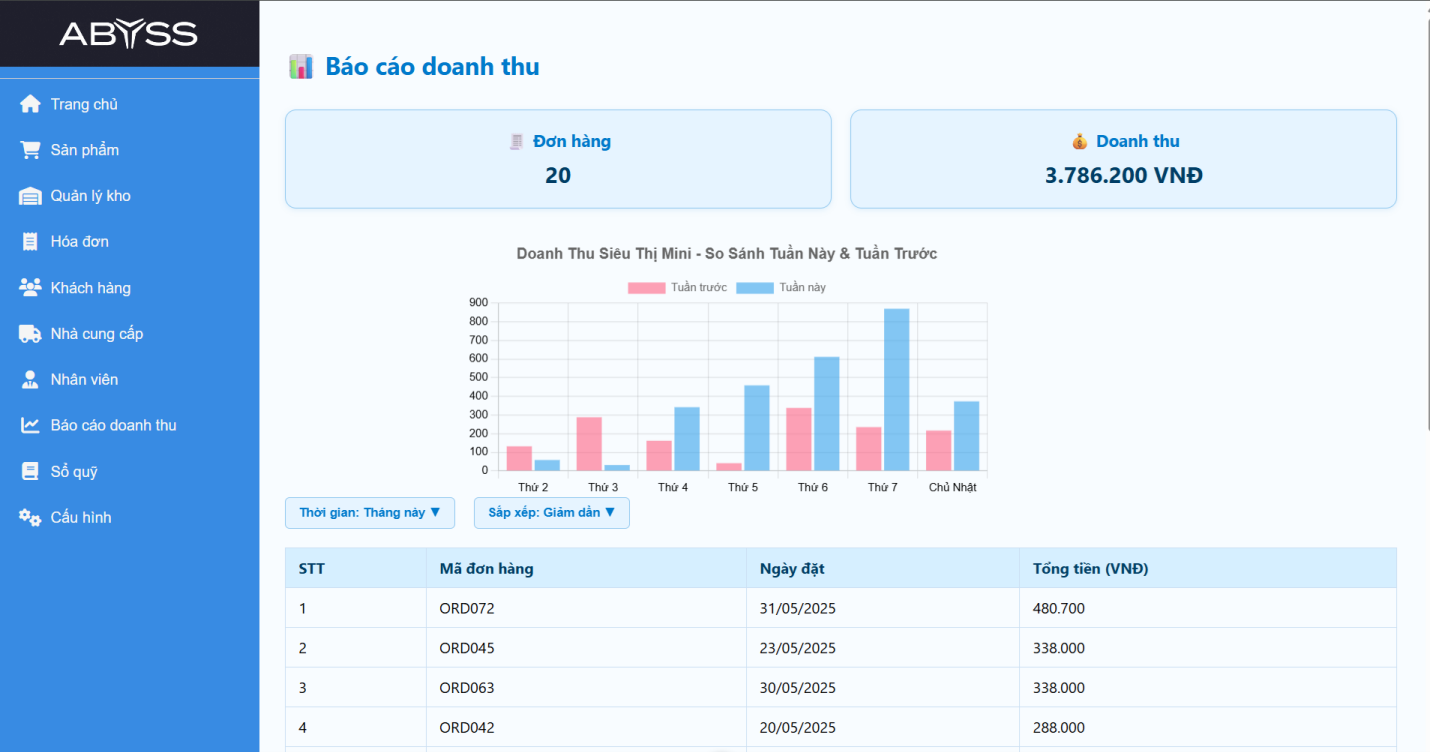 ABYSS
Trang chủ
Sản phẩm
Quản lý kho
Hóa đơn
Khách hàng
Nhà cung cấp
Nhân viên
Báo cáo doanh thu
Sổ quỹ
Cấu hình
Báo cáo doanh thu
Đơn hàng
20
Doanh thu
3.786.200 VNĐ
Doanh Thu Siêu Thị Mini - So Sánh Tuần Này & Tuần Trước
Tuần trước Tuần này
900
800
700
600
500
400
300
200
100
0
Thứ 2 Thứ 3 Thứ 4 Thứ 5 Thứ 6 Thứ 7 Chủ Nhật
Thời gian: Tháng này ▼ Sắp xếp: Giảm dần ▼
STT Mã đơn hàng Ngày đặt Tổng tiền (VNĐ)
1 ORD072 31/05/2025 480.700
2 ORD045 23/05/2025 338.000
3 ORD063 30/05/2025 338.000
4 ORD042 20/05/2025 288.000